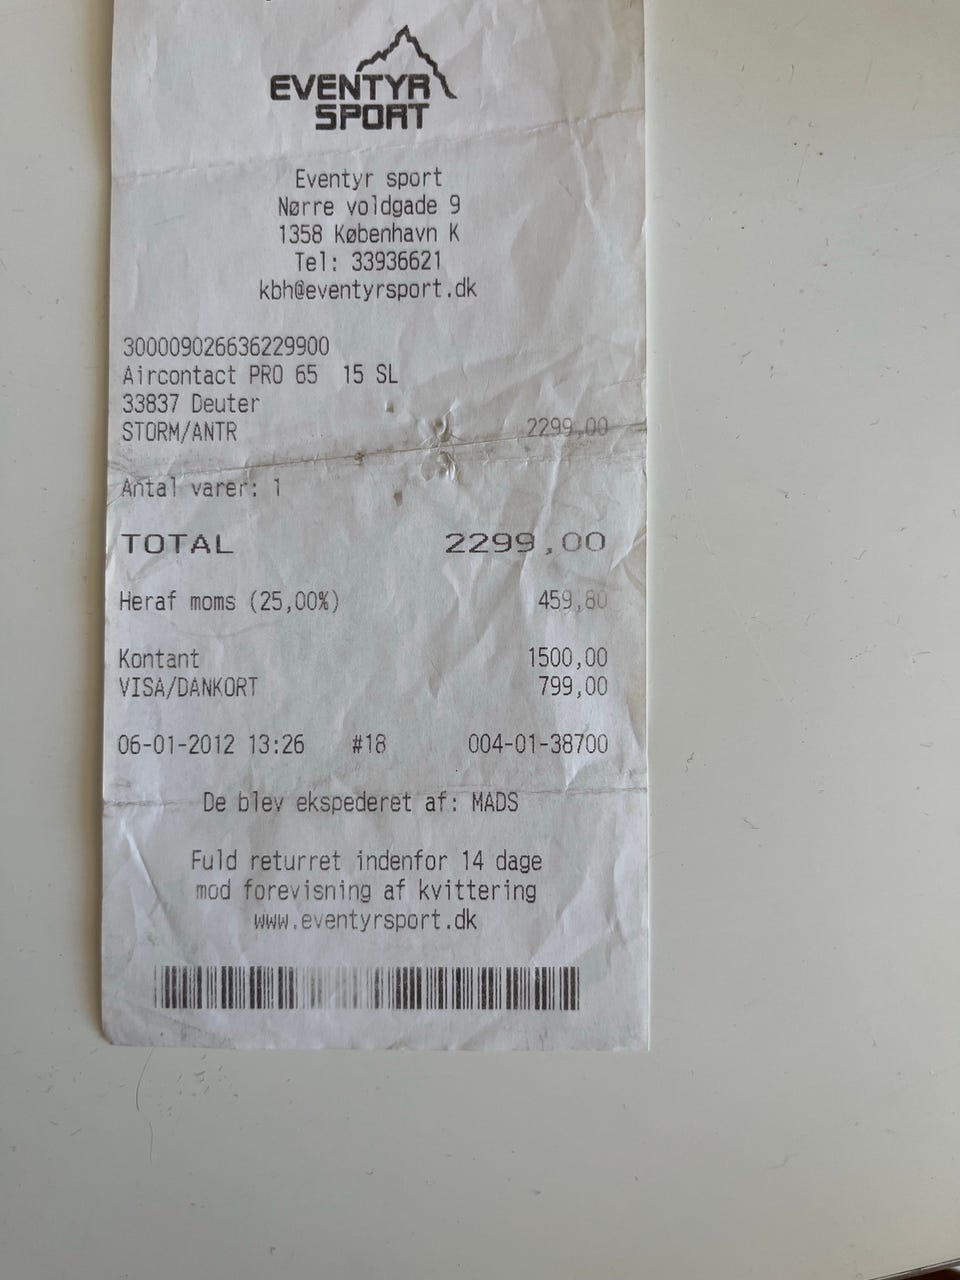 EVENTYR
SPORT
Eventyr sport
Nørre voldgade 9
1358 København K
Tel: 33936621
kbh@eventyrsport.dk
300009026636229900
Aircontact PRO 65 15 SL
33837 Deuter
STORM/ANTR 2299,00
Antal varer: 1
TOTAL 2299,00
Heraf moms (25,00%) 459,80
Kontant 1500,00
VISA/DANKORT 799,00
06-01-2012 13:26 #18 004-01-38700
De blev ekspederet af: MADS
Fuld returret indenfor 14 dage
mod forevisning af kvittering
www.eventyrsport.dk